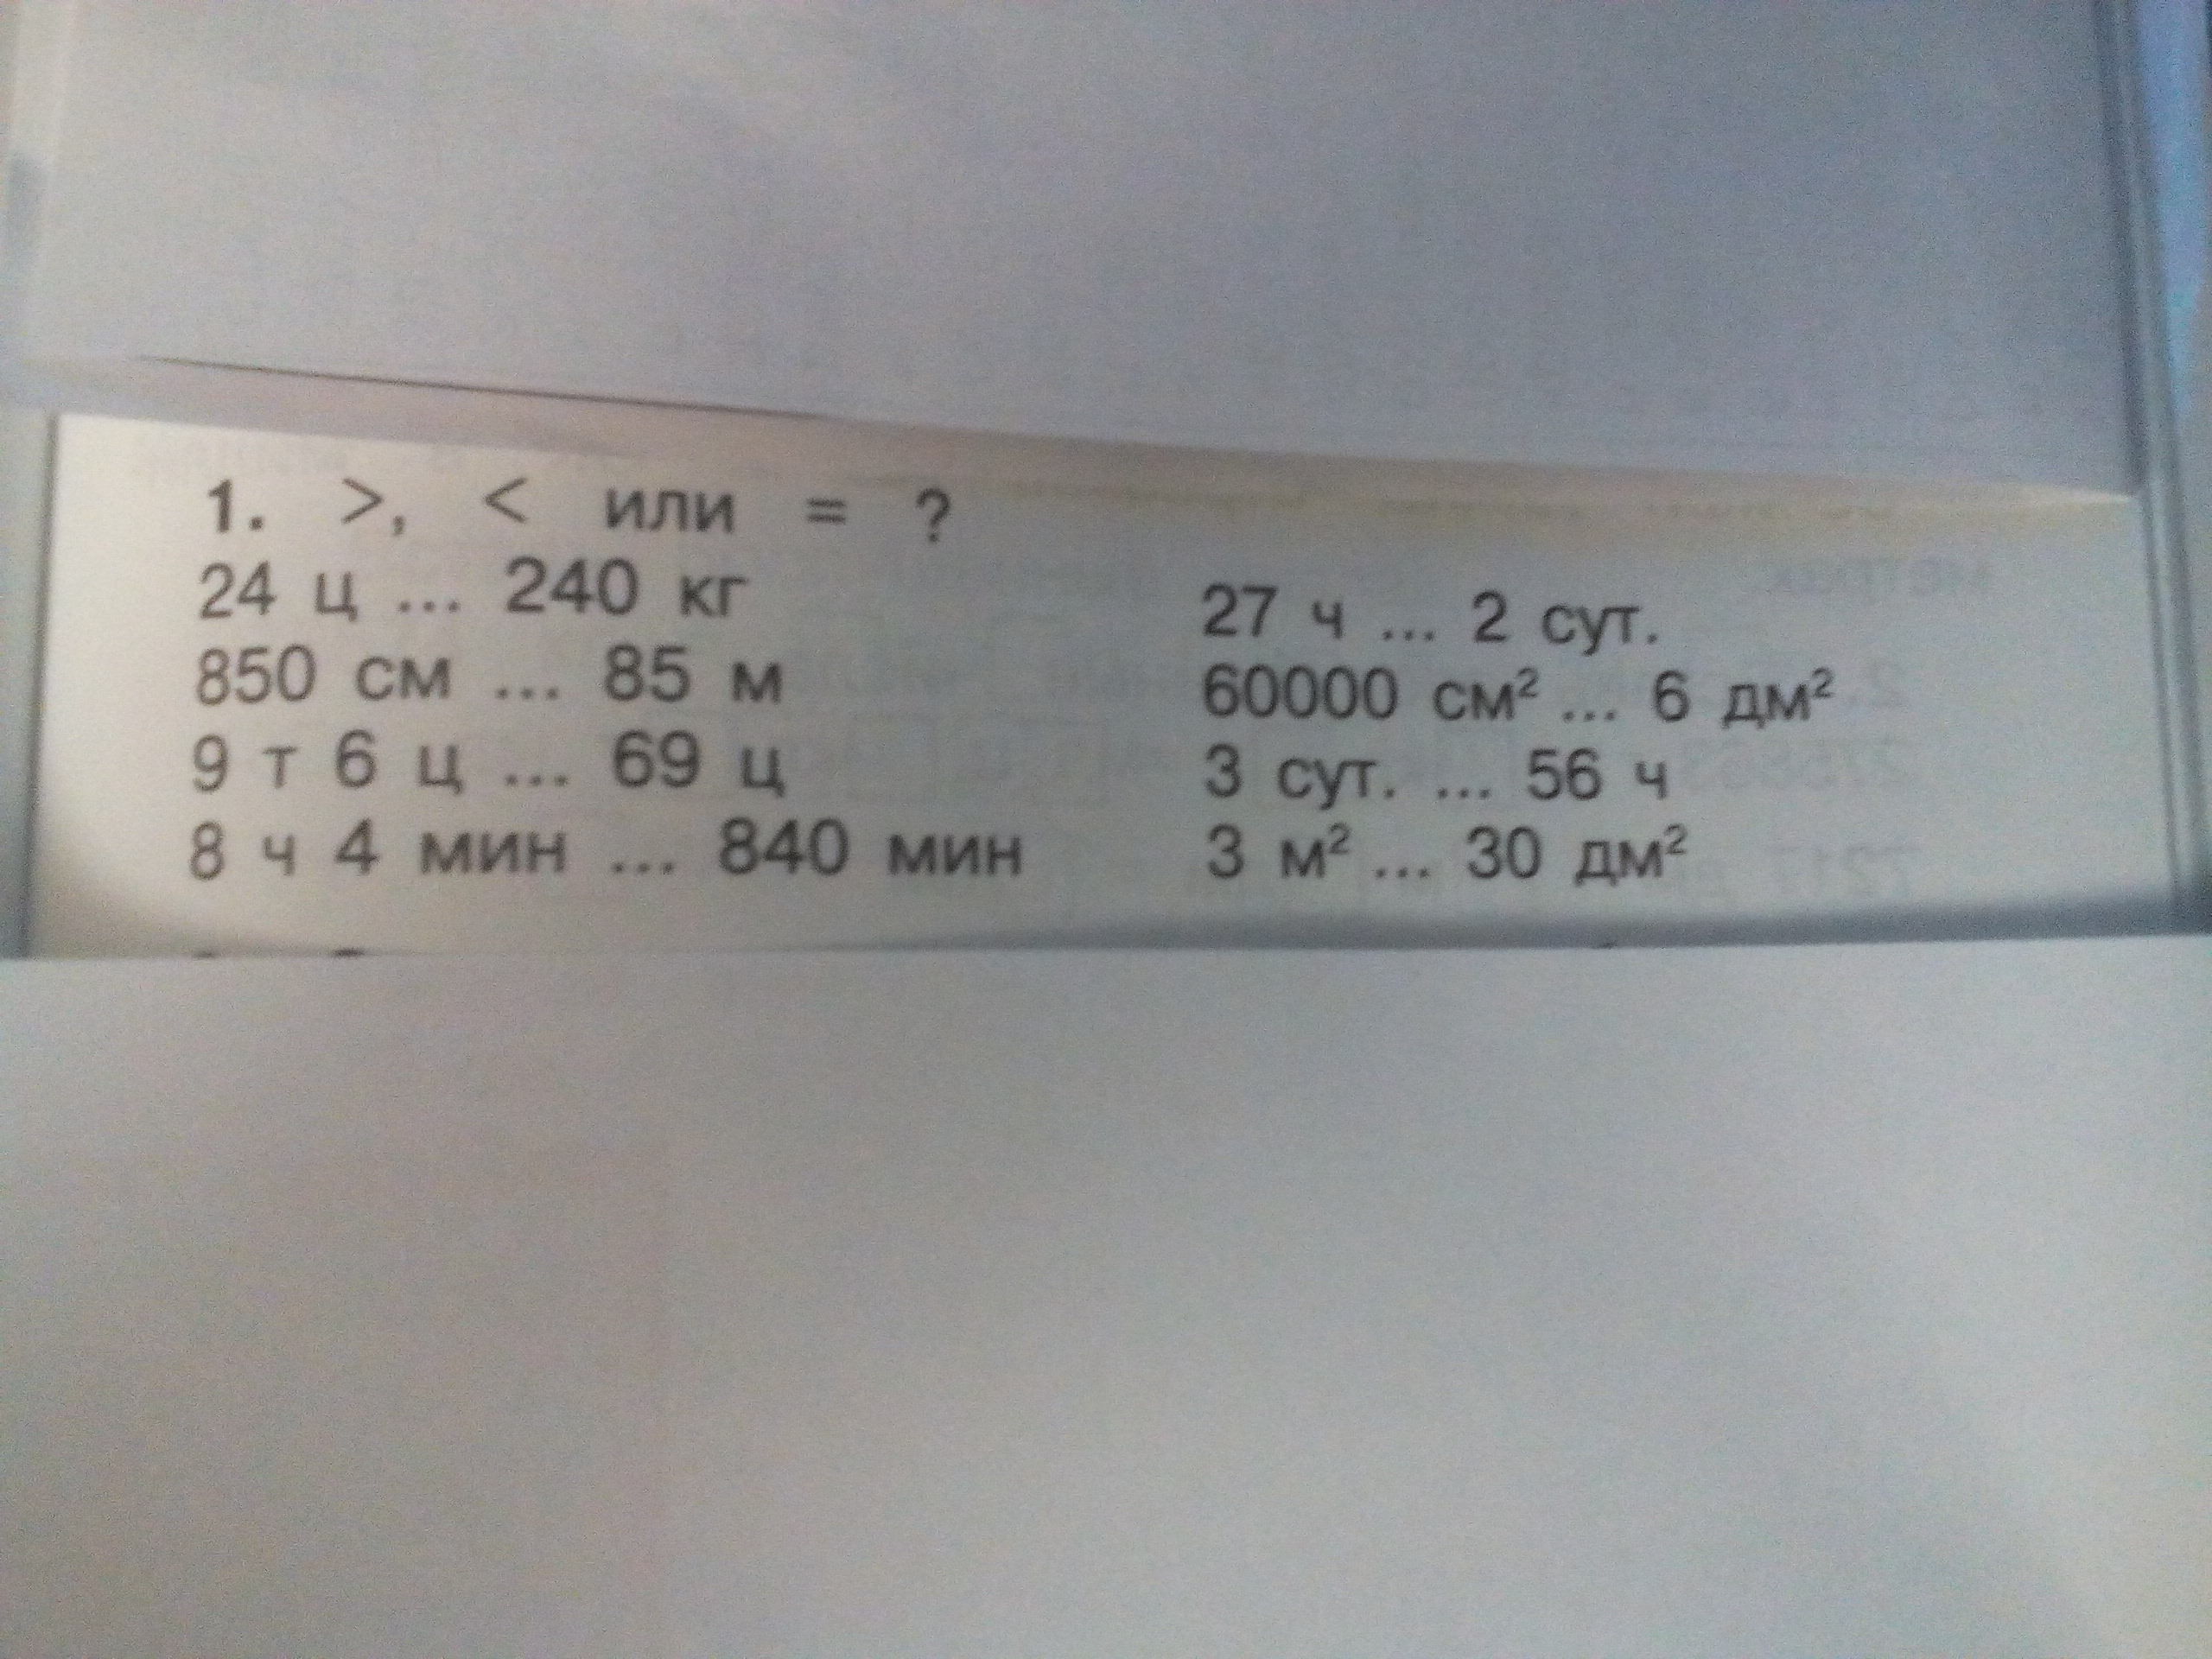 1. >, < или = ?
24 ц ... 240 кг
850 см ... 85 м
9 т 6 ц ... 69 ц
8 ч 4 мин ... 840 мин
27 ч ... 2 сут.
60000 см² ... 6 дм²
3 сут. ... 56 ч
3 м² ... 30 дм²